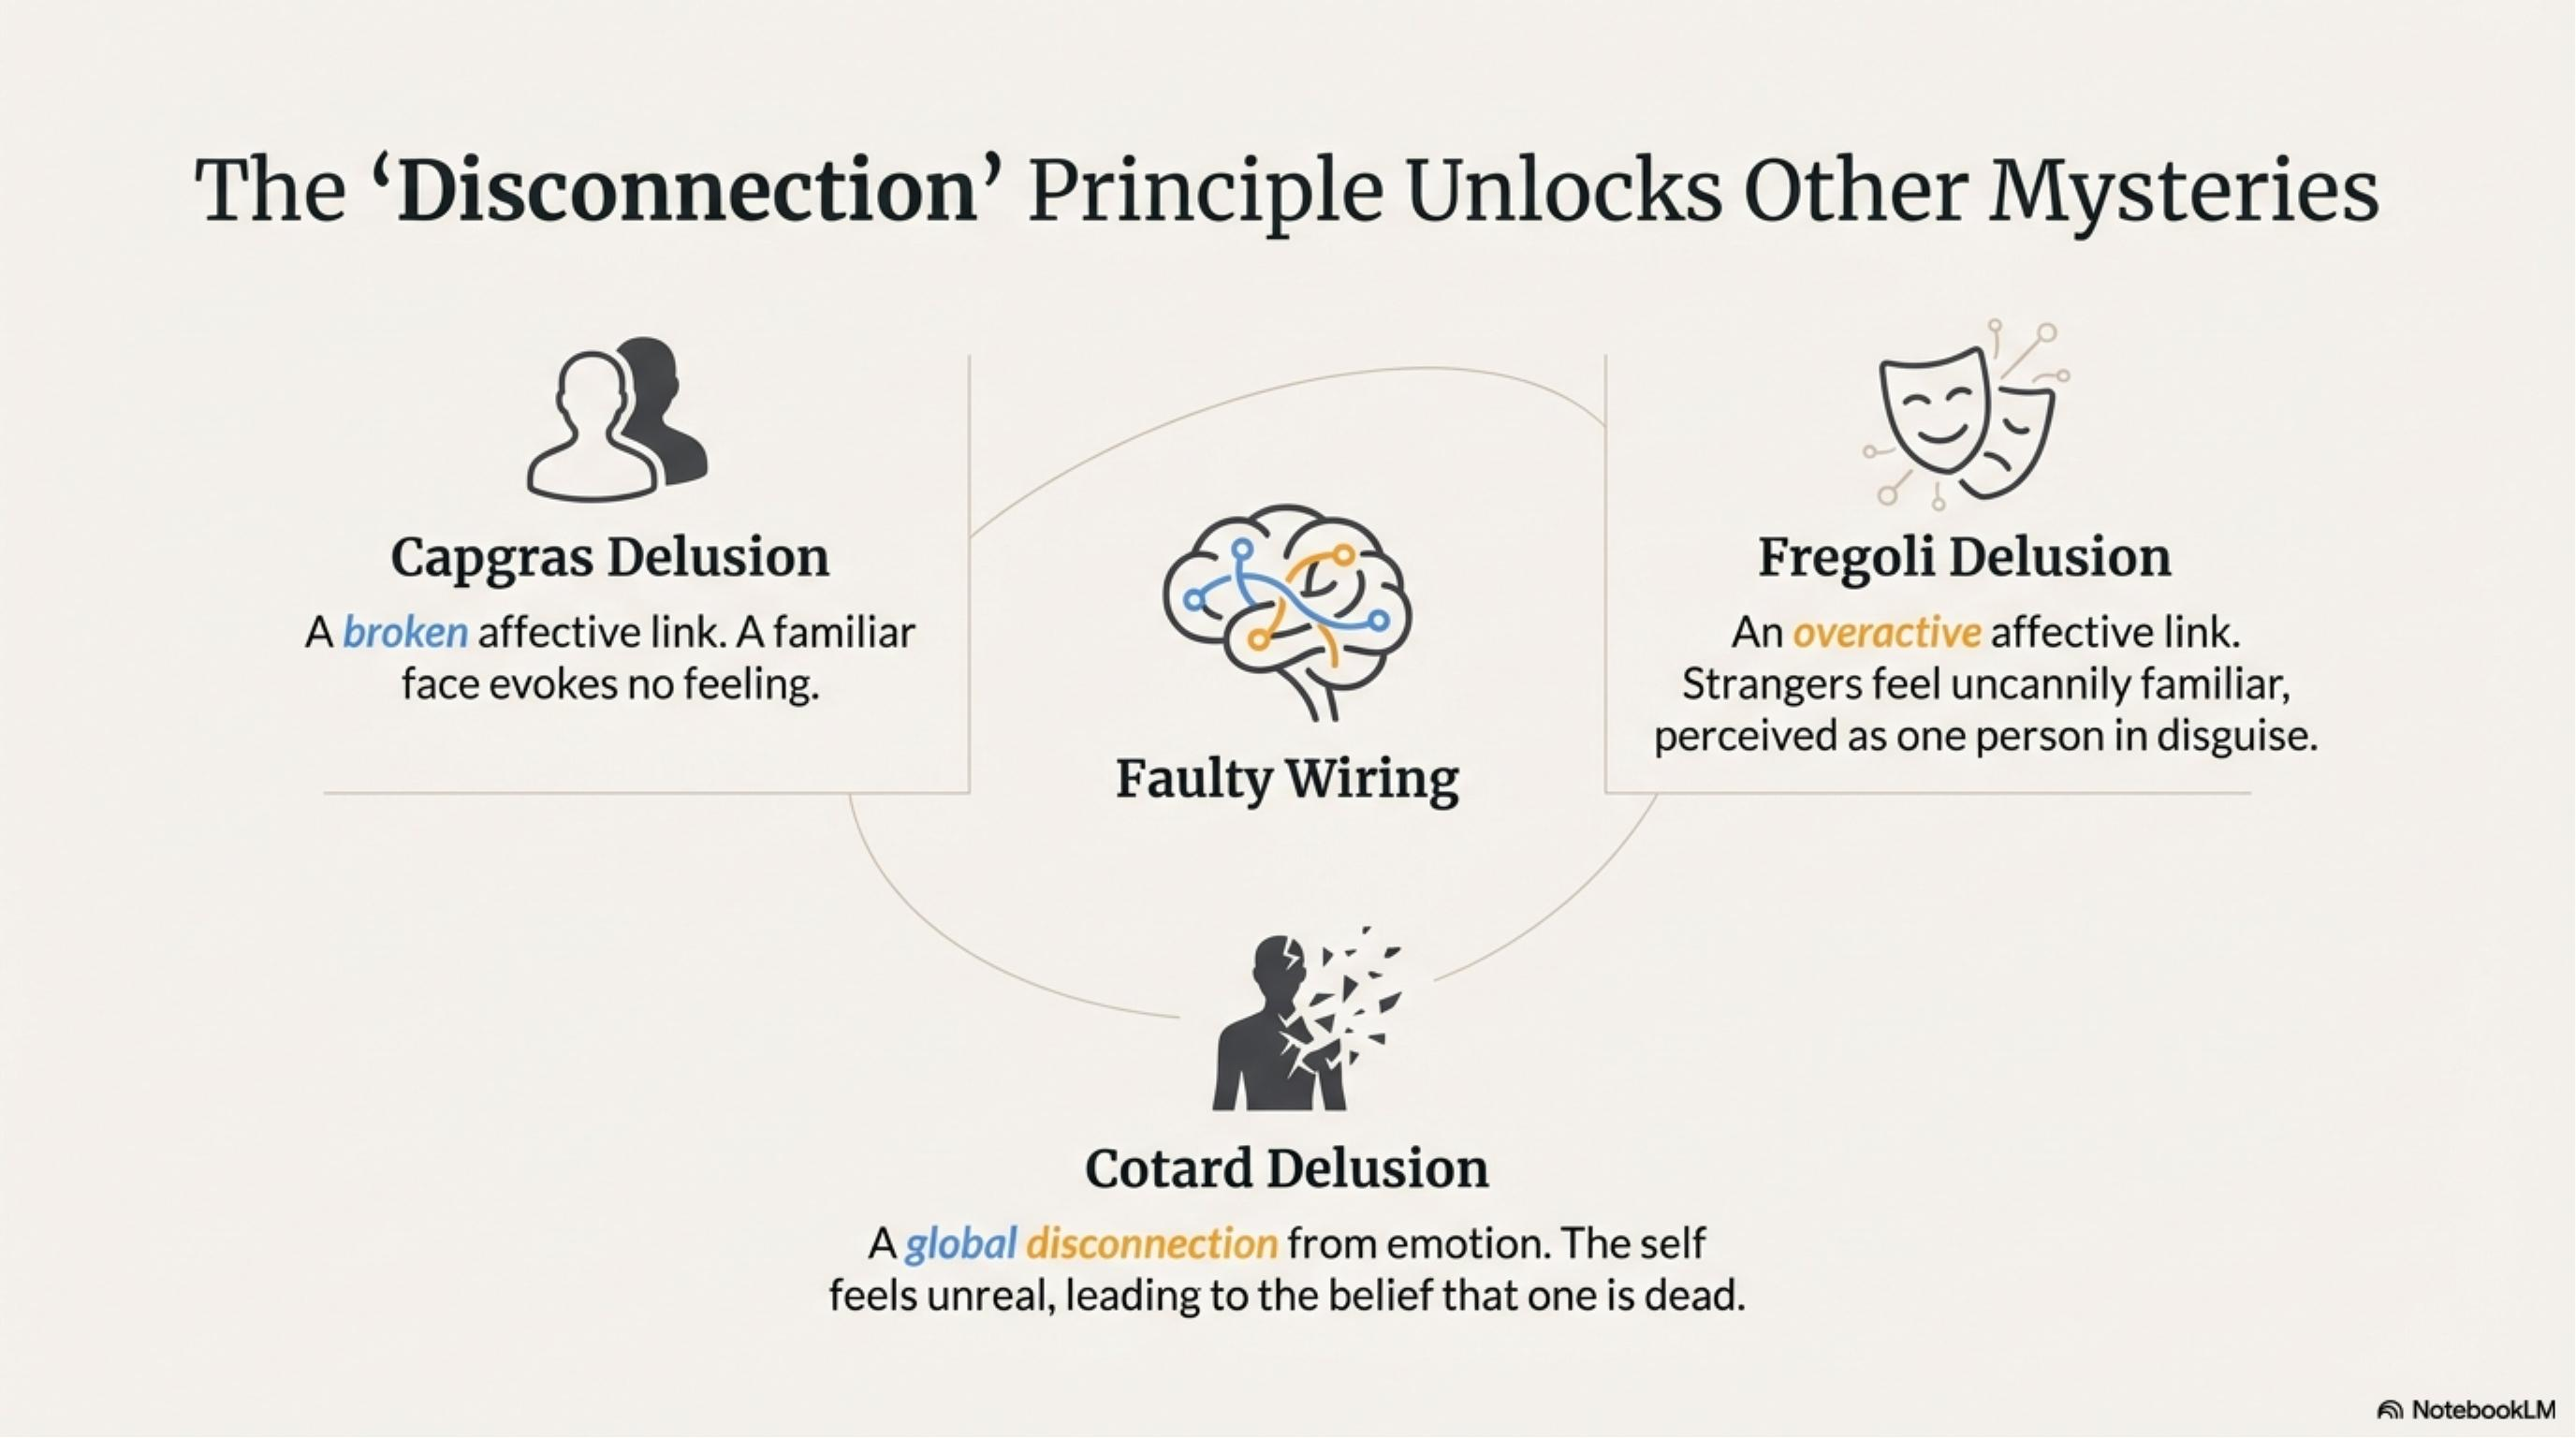 The ‘Disconnection’ Principle Unlocks Other Mysteries
Capgras Delusion
A broken affective link. A familiar
face evokes no feeling.
Faulty Wiring
Fregoli Delusion
An overactive affective link.
Strangers feel uncannily familiar,
perceived as one person in disguise.
Cotard Delusion
A global disconnection from emotion. The self
feels unreal, leading to the belief that one is dead.
NotebookLM